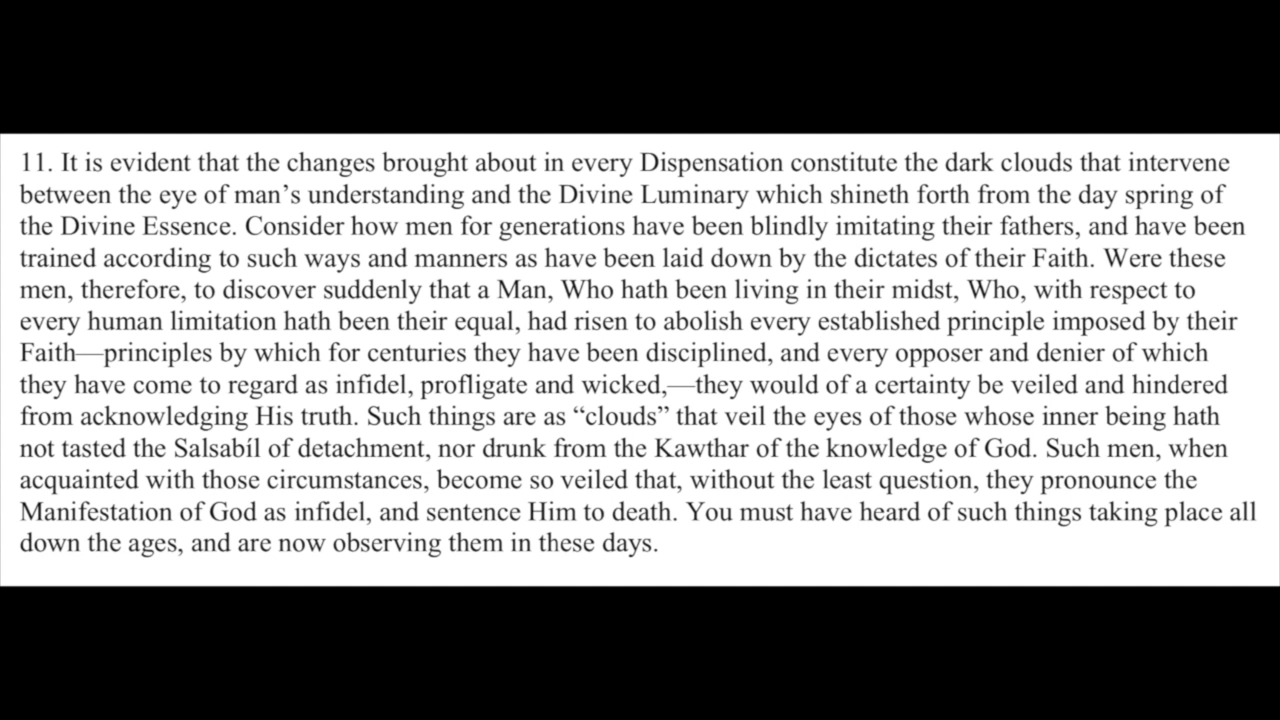 11. It is evident that the changes brought about in every Dispensation constitute the dark clouds that intervene
between the eye of man’s understanding and the Divine Luminary which shineth forth from the day spring of
the Divine Essence. Consider how men for generations have been blindly imitating their fathers, and have been
trained according to such ways and manners as have been laid down by the dictates of their Faith. Were these
men, therefore, to discover suddenly that a Man, Who hath been living in their midst, Who, with respect to
every human limitation hath been their equal, had risen to abolish every established principle imposed by their
Faith—principles by which for centuries they have been disciplined, and every opposer and denier of which
they have come to regard as infidel, profligate and wicked,—they would of a certainty be veiled and hindered
from acknowledging His truth. Such things are as “clouds” that veil the eyes of those whose inner being hath
not tasted the Salsabíl of detachment, nor drunk from the Kawthar of the knowledge of God. Such men, when
acquainted with those circumstances, become so veiled that, without the least question, they pronounce the
Manifestation of God as infidel, and sentence Him to death. You must have heard of such things taking place all
down the ages, and are now observing them in these days.